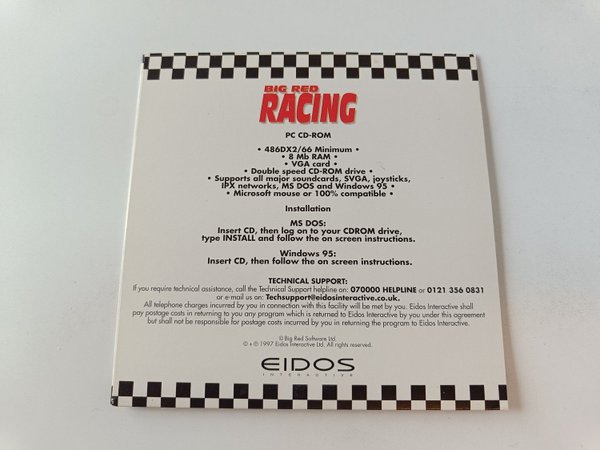 BIG RED
RACING
PC CD-ROM
• 486DX2/66 Minimum •
• 8 Mb RAM •
• VGA card •
• Double speed CD-ROM drive •
• Supports all major soundcards, SVGA, joysticks,
IPX networks, MS DOS and Windows 95 •
• Microsoft mouse or 100% compatible •
Installation
MS DOS:
Insert CD, then log on to your CDROM drive,
type INSTALL and follow the on screen instructions.
Windows 95:
Insert CD, then follow the on screen instructions.
TECHNICAL SUPPORT:
If you require technical assistance, call the Technical Support helpline on: 070000 HELPLINE or 0121 356 0831
or e-mail us on: Techsupport@eidosinteractive.co.uk.
All telephone charges incurred by you in connection with this facility will be met by you. Eidos Interactive shall
pay postage costs in returning to you any program which is returned to Eidos Interactive by you under this agreement
but shall not be responsible for postage costs incurred by you in returning the program to Eidos Interactive.
© Big Red Software Ltd.
© & ℗ 1997 Eidos Interactive Ltd. All rights reserved.
EIDOS
INTERACTIVE